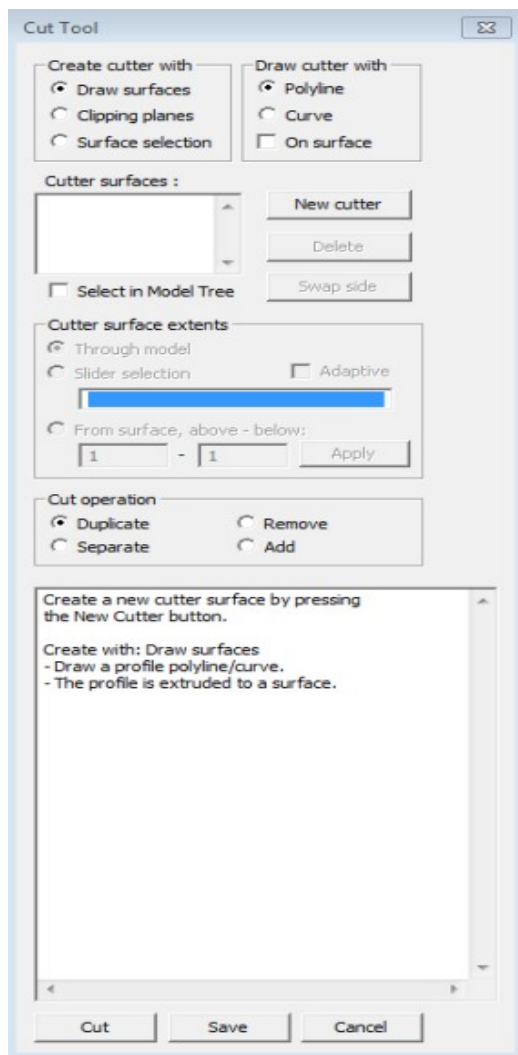 Cut Tool
Create cutter with
Draw surfaces
Clipping planes
Surface selection
Draw cutter with
Polyline
Curve
On surface
Cutter surfaces :
New cutter
Delete
Select in Model Tree
Swap side
Cutter surface extents
Through model
Slider selection
Adaptive
From surface, above - below:
1 - 1
Apply
Cut operation
Duplicate
Remove
Separate
Add
Create a new cutter surface by pressing
the New Cutter button.
Create with: Draw surfaces
- Draw a profile polyline/curve.
- The profile is extruded to a surface.
Cut
Save
Cancel